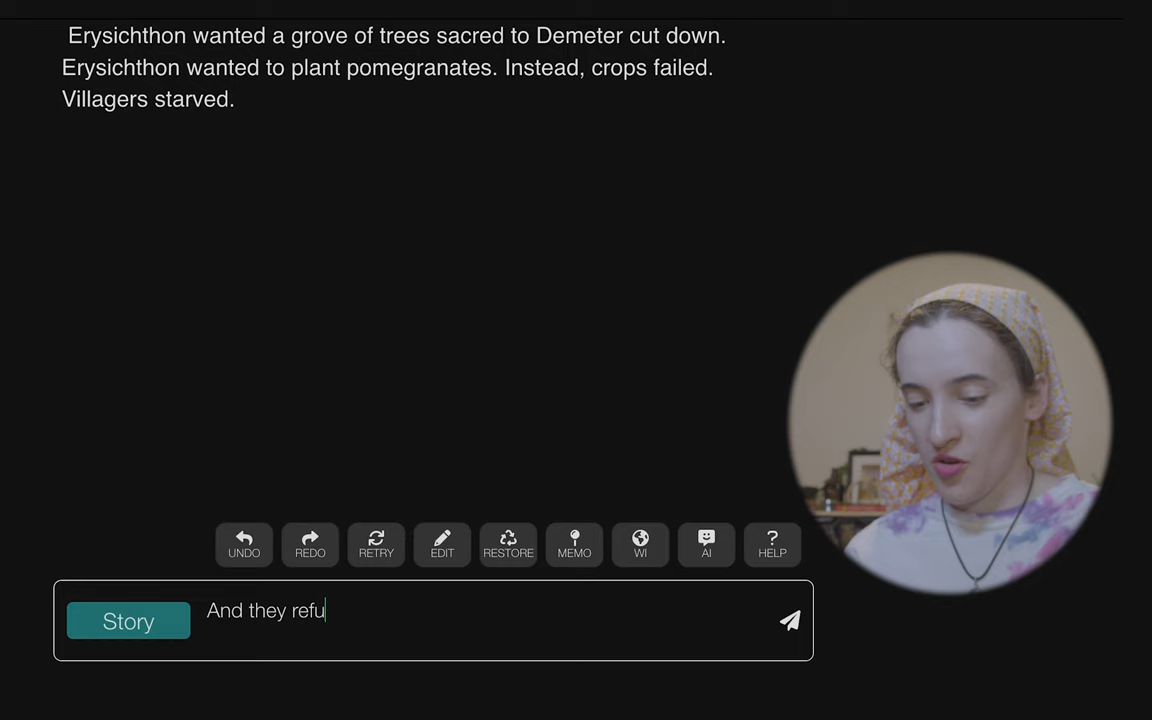 Erysichthon wanted a grove of trees sacred to Demeter cut down.
Erysichthon wanted to plant pomegranates. Instead, crops failed.
Villagers starved.
UNDO
REDO
RETRY
EDIT
RESTORE
MEMO
WI
AI
HELP
Story
And they refu